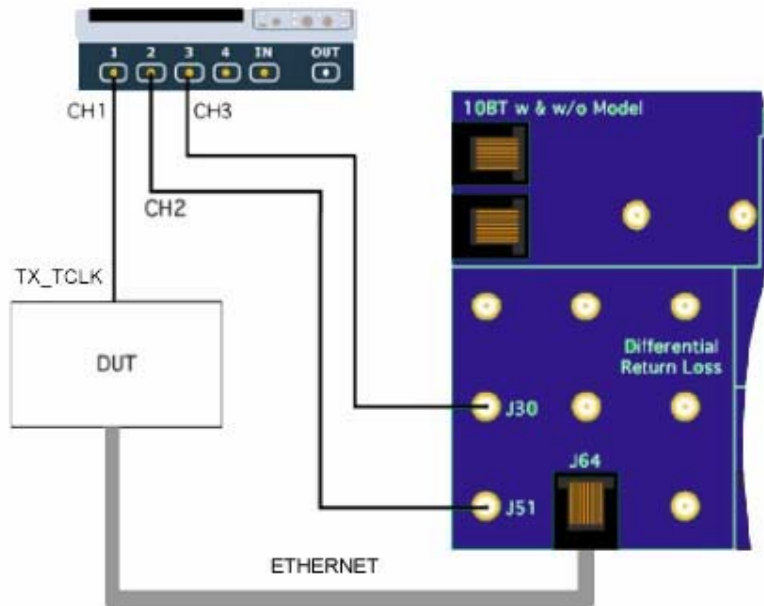 1 2 3 4 IN OUT
CH1
CH3
CH2
10BT w & w/o Model
TX_TCLK
DUT
Differential
Return Loss
J30
J64
J51
ETHERNET